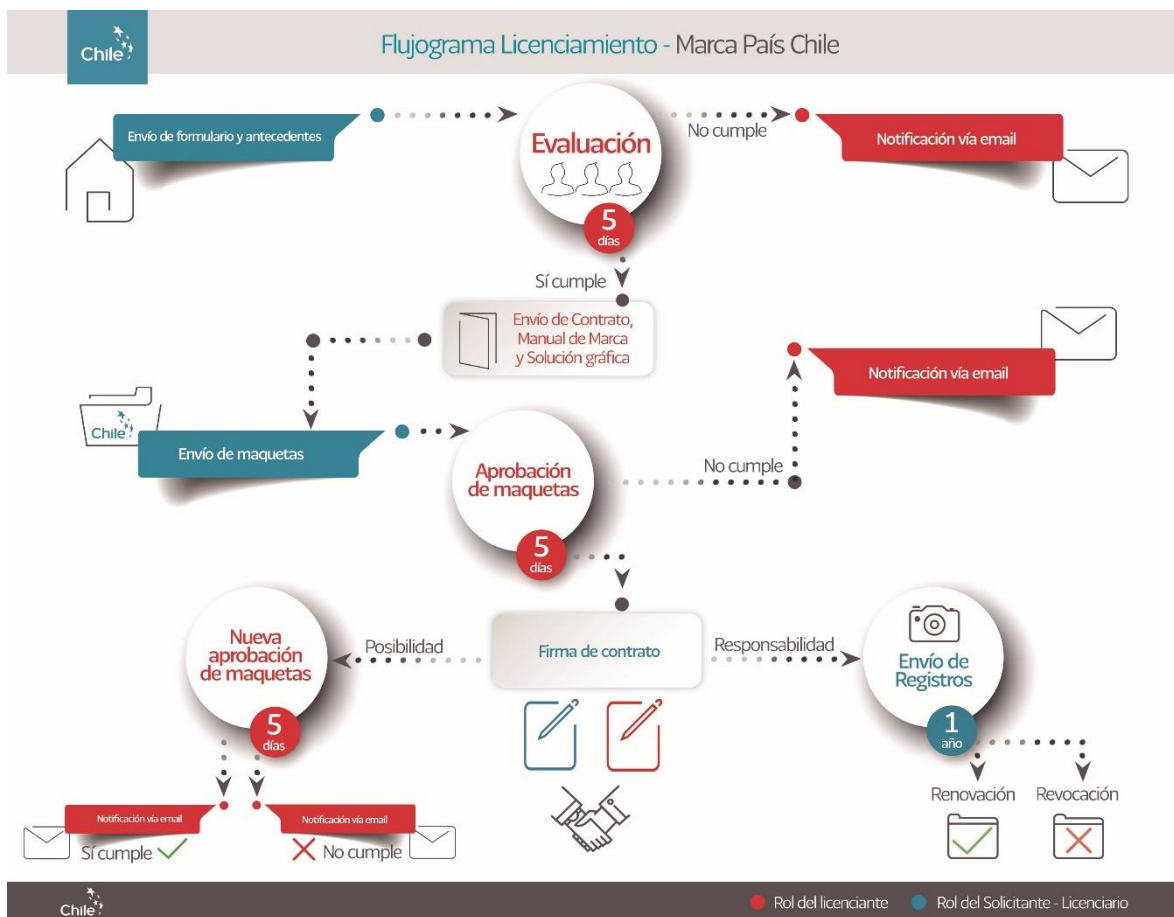 Chile
Flujograma Licenciamiento - Marca País Chile
Envío de formulario y antecedentes
Evaluación
5
días
No cumple
Notificación vía email
Sí cumple
Envío de Contrato,
Manual de Marca
y Solución gráfica
Notificación vía email
Chile
Envío de maquetas
Aprobación
de maquetas
5
días
No cumple
Nueva
aprobación
de maquetas
5
días
Posibilidad
Firma de contrato
Responsabilidad
Envío de
Registros
1
año
Renovación
Revocación
Notificación vía email
Sí cumple
Notificación vía email
No cumple
Chile
Rol del licenciante
Rol del Solicitante - Licenciario